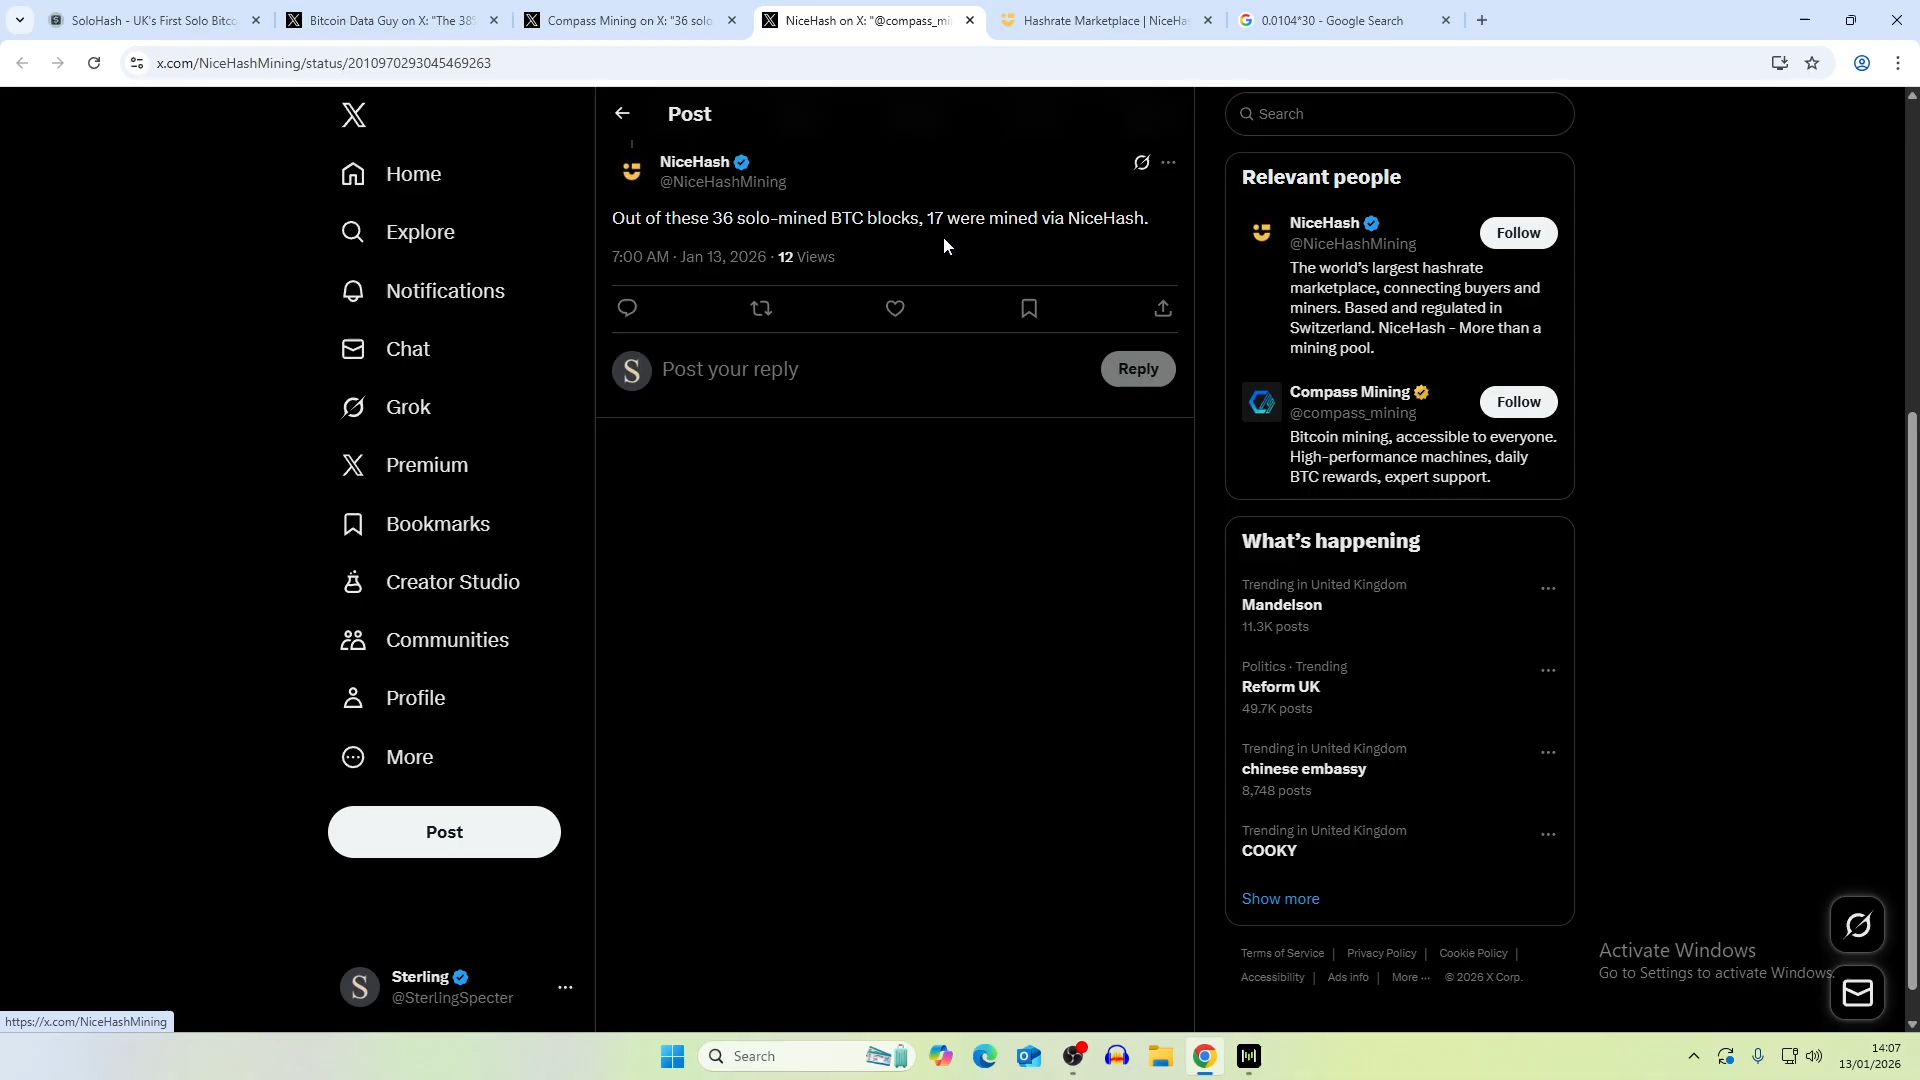 SoloHash - UK's First Solo Bitco
Bitcoin Data Guy on X: "The 38
Compass Mining on X: "36 solo
NiceHash on X: "@compass_mi
Hashrate Marketplace | NiceHas
0.0104*30 - Google Search
x.com/NiceHashMining/status/2010970293045469263
Home
Explore
Notifications
Chat
Grok
Premium
Bookmarks
Creator Studio
Communities
Profile
More
Post
Sterling
@SterlingSpecter
https://x.com/NiceHashMining
Post
NiceHash
@NiceHashMining
Out of these 36 solo-mined BTC blocks, 17 were mined via NiceHash.
7:00 AM · Jan 13, 2026 · 12 Views
S
Post your reply
Reply
Search
Relevant people
NiceHash
@NiceHashMining
Follow
The world's largest hashrate
marketplace, connecting buyers and
miners. Based and regulated in
Switzerland. NiceHash - More than a
mining pool.
Compass Mining
@compass_mining
Follow
Bitcoin mining, accessible to everyone.
High-performance machines, daily
BTC rewards, expert support.
What's happening
Trending in United Kingdom
Mandelson
11.3K posts
Politics · Trending
Reform UK
49.7K posts
Trending in United Kingdom
chinese embassy
8,748 posts
Trending in United Kingdom
COOKY
Show more
Terms of Service | Privacy Policy | Cookie Policy |
Accessibility | Ads info | More ··· © 2026 X Corp.
Activate Windows
Go to Settings to activate Windows.
S
Search
14:07
13/01/2026